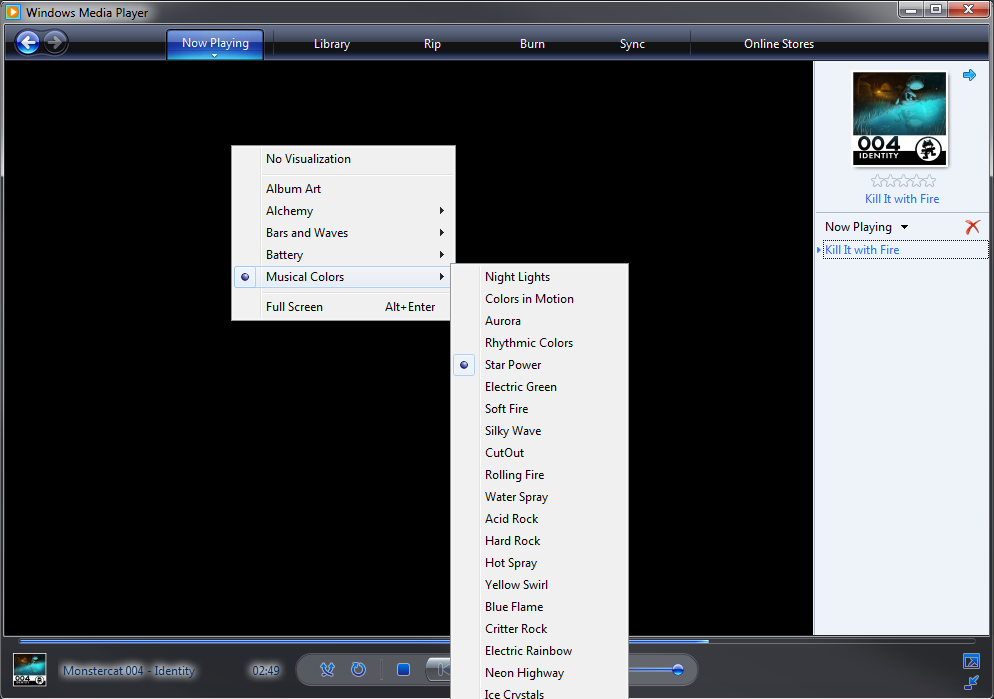 Windows Media Player
Now Playing
Library
Rip
Burn
Sync
Online Stores
004
IDENTITY
Kill It with Fire
Now Playing
Kill It with Fire
No Visualization
Album Art
Alchemy
Bars and Waves
Battery
Musical Colors
Full Screen Alt+Enter
Night Lights
Colors in Motion
Aurora
Rhythmic Colors
Star Power
Electric Green
Soft Fire
Silky Wave
CutOut
Rolling Fire
Water Spray
Acid Rock
Hard Rock
Hot Spray
Yellow Swirl
Blue Flame
Critter Rock
Electric Rainbow
Neon Highway
Ice Crystals
004
Monstercat 004 - Identity
02:49